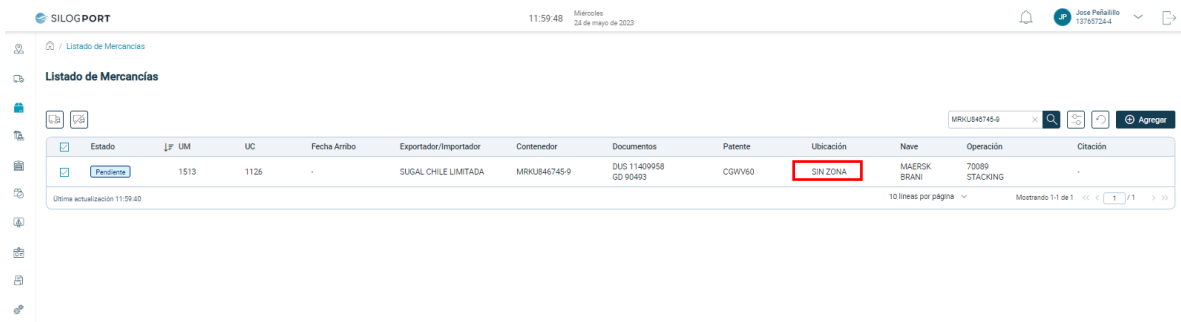 SILOGPORT
11:59:48 Miércoles
24 de mayo de 2023
JP Jose Peñailillo
13765724-4
/ Listado de Mercancías
Listado de Mercancías
MRKU846745-9 × Agregar
Estado UM UC Fecha Arribo Exportador/Importador Contenedor Documentos Patente Ubicación Nave Operación Citación
Pendiente 1513 1126 - SUGAL CHILE LIMITADA MRKU846745-9 DUS 11409958 CGWV60 SIN ZONA MAERSK 70089 -
GD 90493 BRANI STACKING
Última actualización 11:59:40 10 líneas por página Mostrando 1-1 de 1 << < 1 / 1 > >>